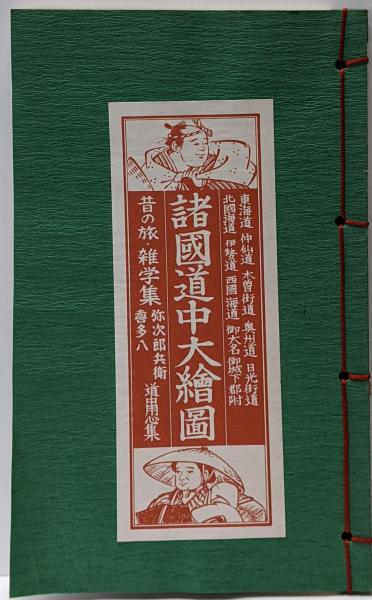 東海道 仲仙道 木曽街道 奥州道 日光街道
北國海道 伊勢道 西國海道 御大名御城下郡附
諸國道中大繪圖
昔の旅・雑学集 弥次郎兵衛 喜多八 道用心集